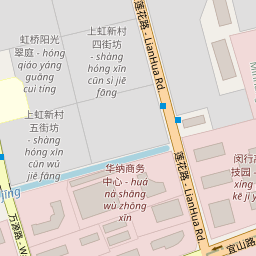 虹桥阳光
翠庭 - hóng
qiáo yáng
guāng
cuì tíng
上虹新村
四街坊
- shàng
hóng xīn
cūn sì jiē
fāng
莲花路 - LianHua Rd.
上虹新村
五街坊
- shàng
hóng xīn
cūn wǔ
jiē fāng
华纳商务
中心 - huá
nà shāng
wù zhōng
xīn
莲花路 - LianHua Rd.
闵行
技园 -
xíng
kē jì y
jing
万源路 - W
宜山路
Minh